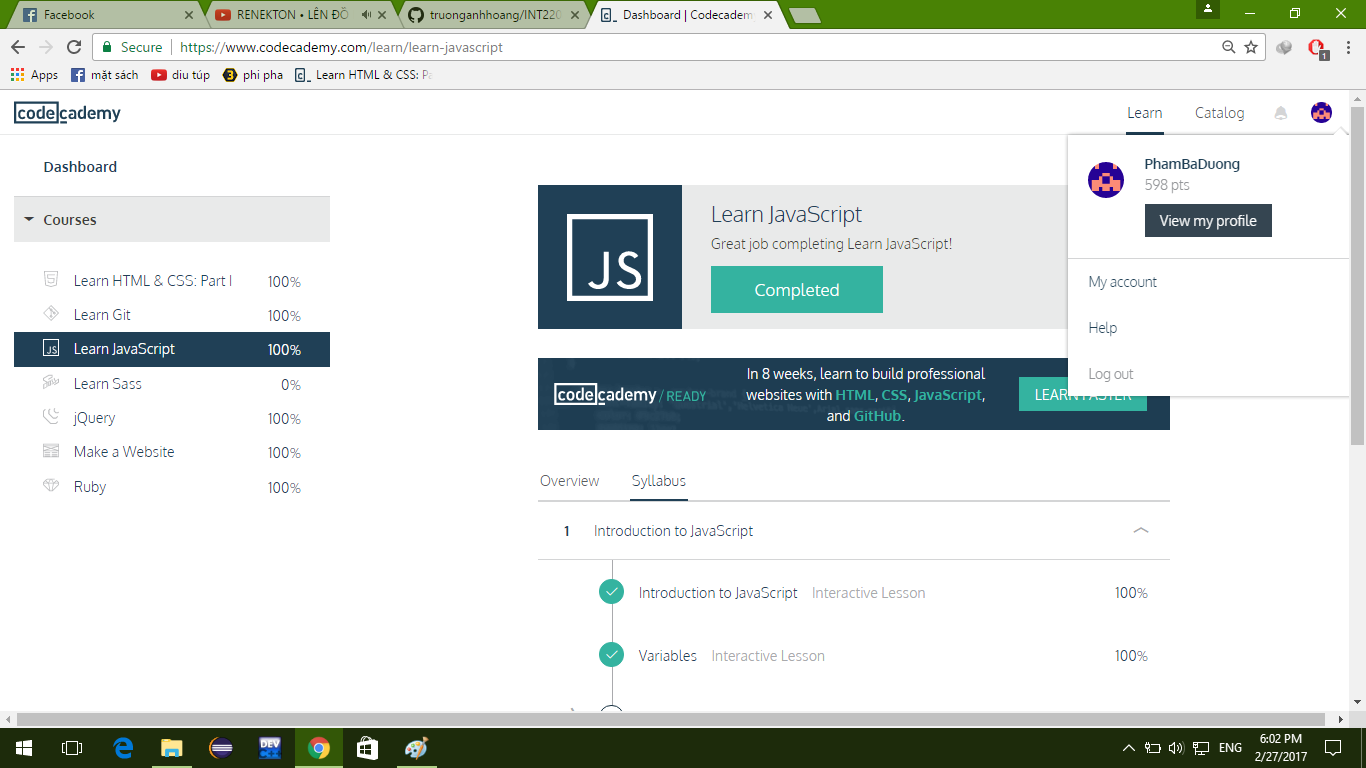 Facebook
RENEKTON • LÊN ĐỒ
truonganhhoang/INT220
Dashboard | Codecadem
Secure
https://www.codecademy.com/learn/learn-javascript
1
Apps
mặt sách
diu túp
phi pha
Learn HTML & CSS: Pa
codecademy
Learn
Catalog
Dashboard
Courses
Learn HTML & CSS: Part I 100%
Learn Git 100%
JS Learn JavaScript 100%
Learn Sass 0%
jQuery 100%
Make a Website 100%
Ruby 100%
JS
Learn JavaScript
Great job completing Learn JavaScript!
Completed
PhamBaDuong
598 pts
View my profile
My account
Help
Log out
codecademy / READY
In 8 weeks, learn to build professional
websites with HTML, CSS, JavaScript,
and GitHub.
LEARN FASTER
Overview
Syllabus
1 Introduction to JavaScript
Introduction to JavaScript Interactive Lesson 100%
Variables Interactive Lesson 100%
DEV
ENG
6:02 PM
2/27/2017